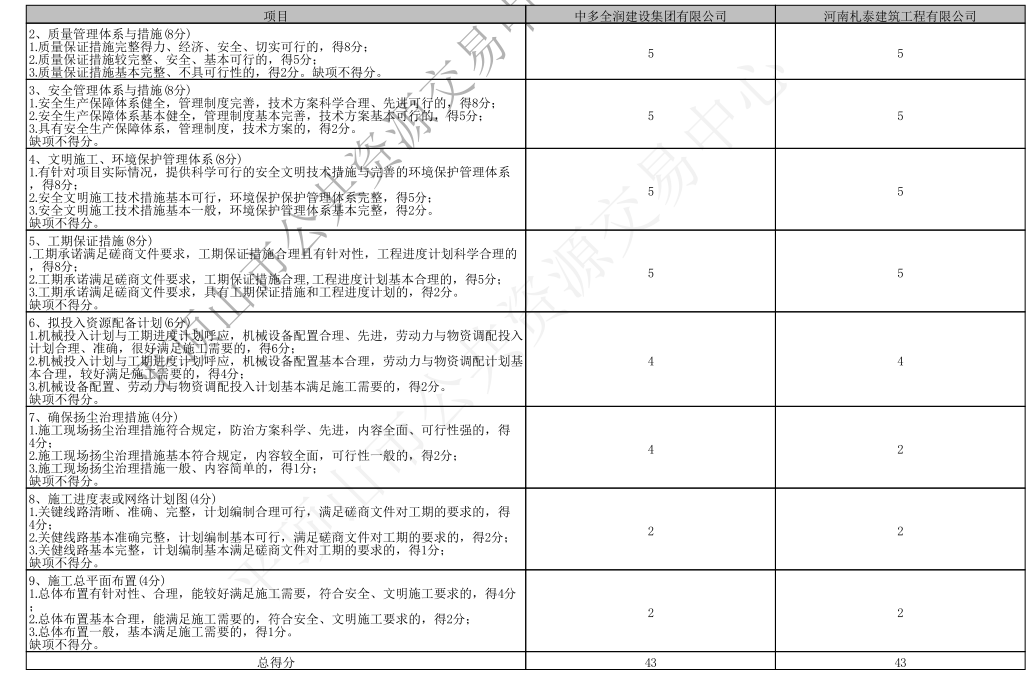 项目 中多全润建设集团有限公司 河南札泰建筑工程有限公司
2、质量管理体系与措施(8分)
1.质量保证措施完整得力、经济、安全、切实可行的，得8分；
2.质量保证措施较完整、安全、基本可行的，得5分；
3.质量保证措施基本完整、不具可行性的，得2分。缺项不得分。
5 5
3、安全管理体系与措施(8分)
1.安全生产保障体系健全，管理制度完善，技术方案科学合理、先进可行的，得8分；
2.安全生产保障体系基本健全，管理制度基本完善，技术方案基本可行的，得5分；
3.具有安全生产保障体系，管理制度，技术方案的，得2分。
缺项不得分。
5 5
4、文明施工、环境保护管理体系(8分)
1.有针对项目实际情况，提供科学可行的安全文明技术措施与完善的环境保护管理体系
，得8分；
2.安全文明施工技术措施基本可行，环境保护保护管理体系完整，得5分；
3.安全文明施工技术措施基本一般，环境保护管理体系基本完整，得2分。
缺项不得分。
5 5
5、工期保证措施(8分)
.工期承诺满足磋商文件要求，工期保证措施合理且有针对性，工程进度计划科学合理的
，得8分；
2.工期承诺满足磋商文件要求，工期保证措施合理,工程进度计划基本合理的，得5分；
3.工期承诺满足磋商文件要求，具有工期保证措施和工程进度计划的，得2分。
缺项不得分。
5 5
6、拟投入资源配备计划(6分)
1.机械投入计划与工期进度计划呼应，机械设备配置合理、先进，劳动力与物资调配投入
计划合理、准确，很好满足施工需要的，得6分；
2.机械投入计划与工期进度计划呼应，机械设备配置基本合理，劳动力与物资调配计划基
本合理，较好满足施工需要的，得4分；
3.机械设备配置、劳动力与物资调配投入计划基本满足施工需要的，得2分。
缺项不得分。
4 4
7、确保扬尘治理措施(4分)
1.施工现场扬尘治理措施符合规定，防治方案科学、先进，内容全面、可行性强的，得
4分；
2.施工现场扬尘治理措施基本符合规定，内容较全面，可行性一般的，得2分；
3.施工现场扬尘治理措施一般、内容简单的，得1分；
缺项不得分。
4 2
8、施工进度表或网络计划图(4分)
1.关键线路清晰、准确、完整，计划编制合理可行，满足磋商文件对工期的要求的，得
4分；
2.关健线路基本准确完整，计划编制基本可行，满足磋商文件对工期的要求的，得2分；
3.关健线路基本完整，计划编制基本满足磋商文件对工期的要求的，得1分；
缺项不得分。
2 2
9、施工总平面布置(4分)
1.总体布置有针对性、合理，能较好满足施工需要，符合安全、文明施工要求的，得4分
；
2.总体布置基本合理，能满足施工需要的，符合安全、文明施工要求的，得2分；
3.总体布置一般，基本满足施工需要的，得1分。
缺项不得分。
2 2
总得分 43 43
平顶山市公共资源交易中
平顶山市公共资源交易中心